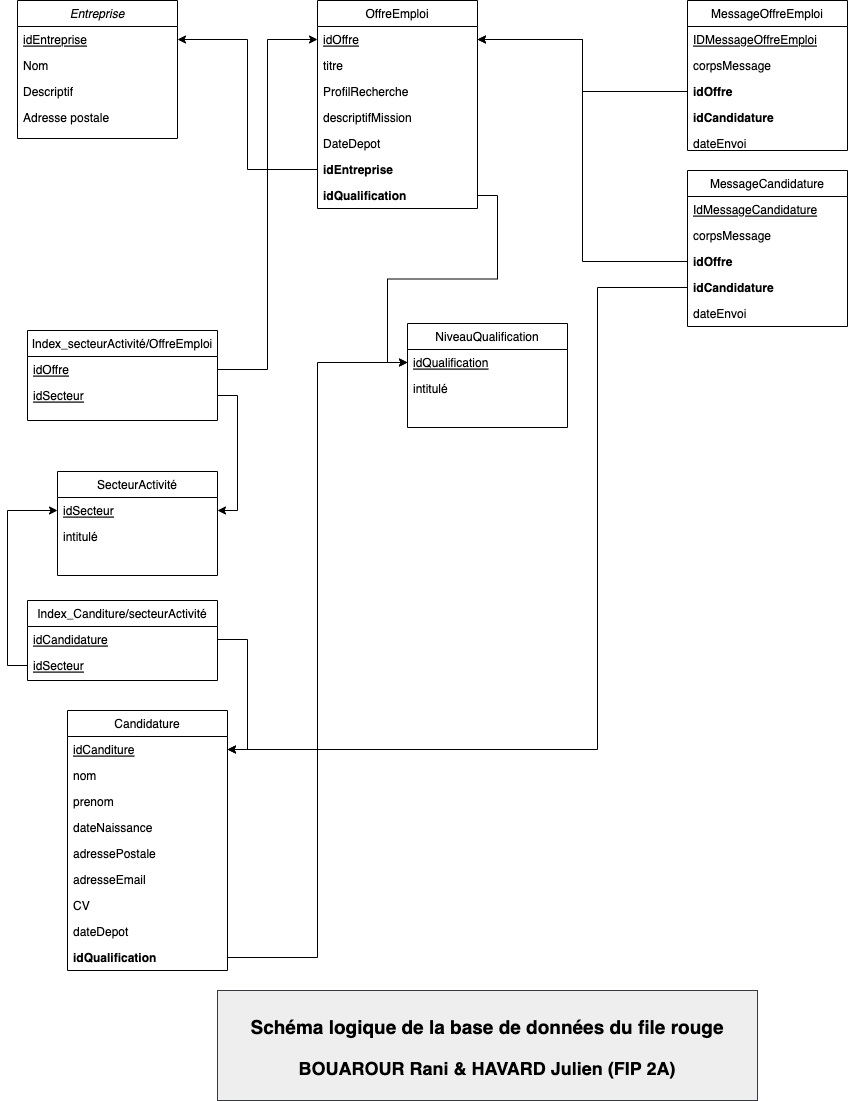 Entreprise
idEntreprise
Nom
Descriptif
Adresse postale
OffreEmploi
idOffre
titre
ProfilRecherche
descriptifMission
DateDepot
idEntreprise
idQualification
MessageOffreEmploi
IDMessageOffreEmploi
corpsMessage
idOffre
idCandidature
dateEnvoi
MessageCandidature
IdMessageCandidature
corpsMessage
idOffre
idCandidature
dateEnvoi
Index_secteurActivité/OffreEmploi
idOffre
idSecteur
NiveauQualification
idQualification
intitulé
SecteurActivité
idSecteur
intitulé
Index_Canditure/secteurActivité
idCandidature
idSecteur
Candidature
idCanditure
nom
prenom
dateNaissance
adressePostale
adresseEmail
CV
dateDepot
idQualification
Schéma logique de la base de données du file rouge
BOUAROUR Rani & HAVARD Julien (FIP 2A)